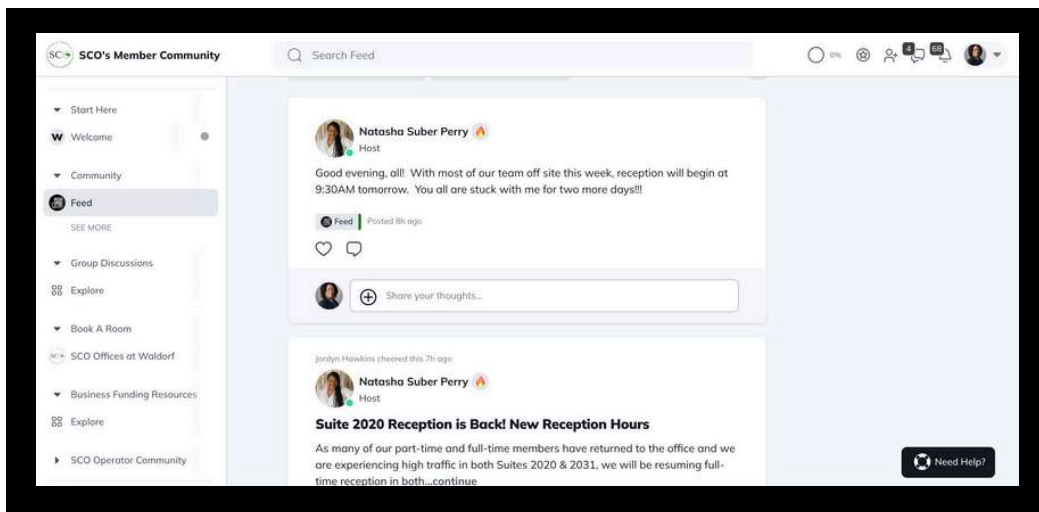 SCO SCO's Member Community
Search Feed
0%
4
68
Start Here
W Welcome
Community
Feed
SEE MORE
Group Discussions
Explore
Book A Room
SCO SCO Offices at Waldorf
Business Funding Resources
Explore
SCO Operator Community
Natasha Suber Perry
Host
Good evening, all! With most of our team off site this week, reception will begin at
9:30AM tomorrow. You all are stuck with me for two more days!!!
Feed Posted 8h ago
Share your thoughts...
Jordyn Hawkins cheered this 7h ago
Natasha Suber Perry
Host
Suite 2020 Reception is Back! New Reception Hours
As many of our part-time and full-time members have returned to the office and we
are experiencing high traffic in both Suites 2020 & 2031, we will be resuming full-
time reception in both...continue
Need Help?